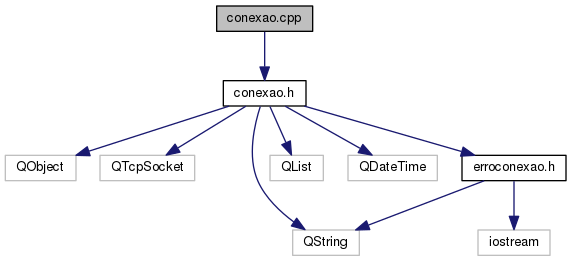 conexao.cpp
conexao.h
QObject
QTcpSocket
QList
QDateTime
erroconexao.h
QString
iostream